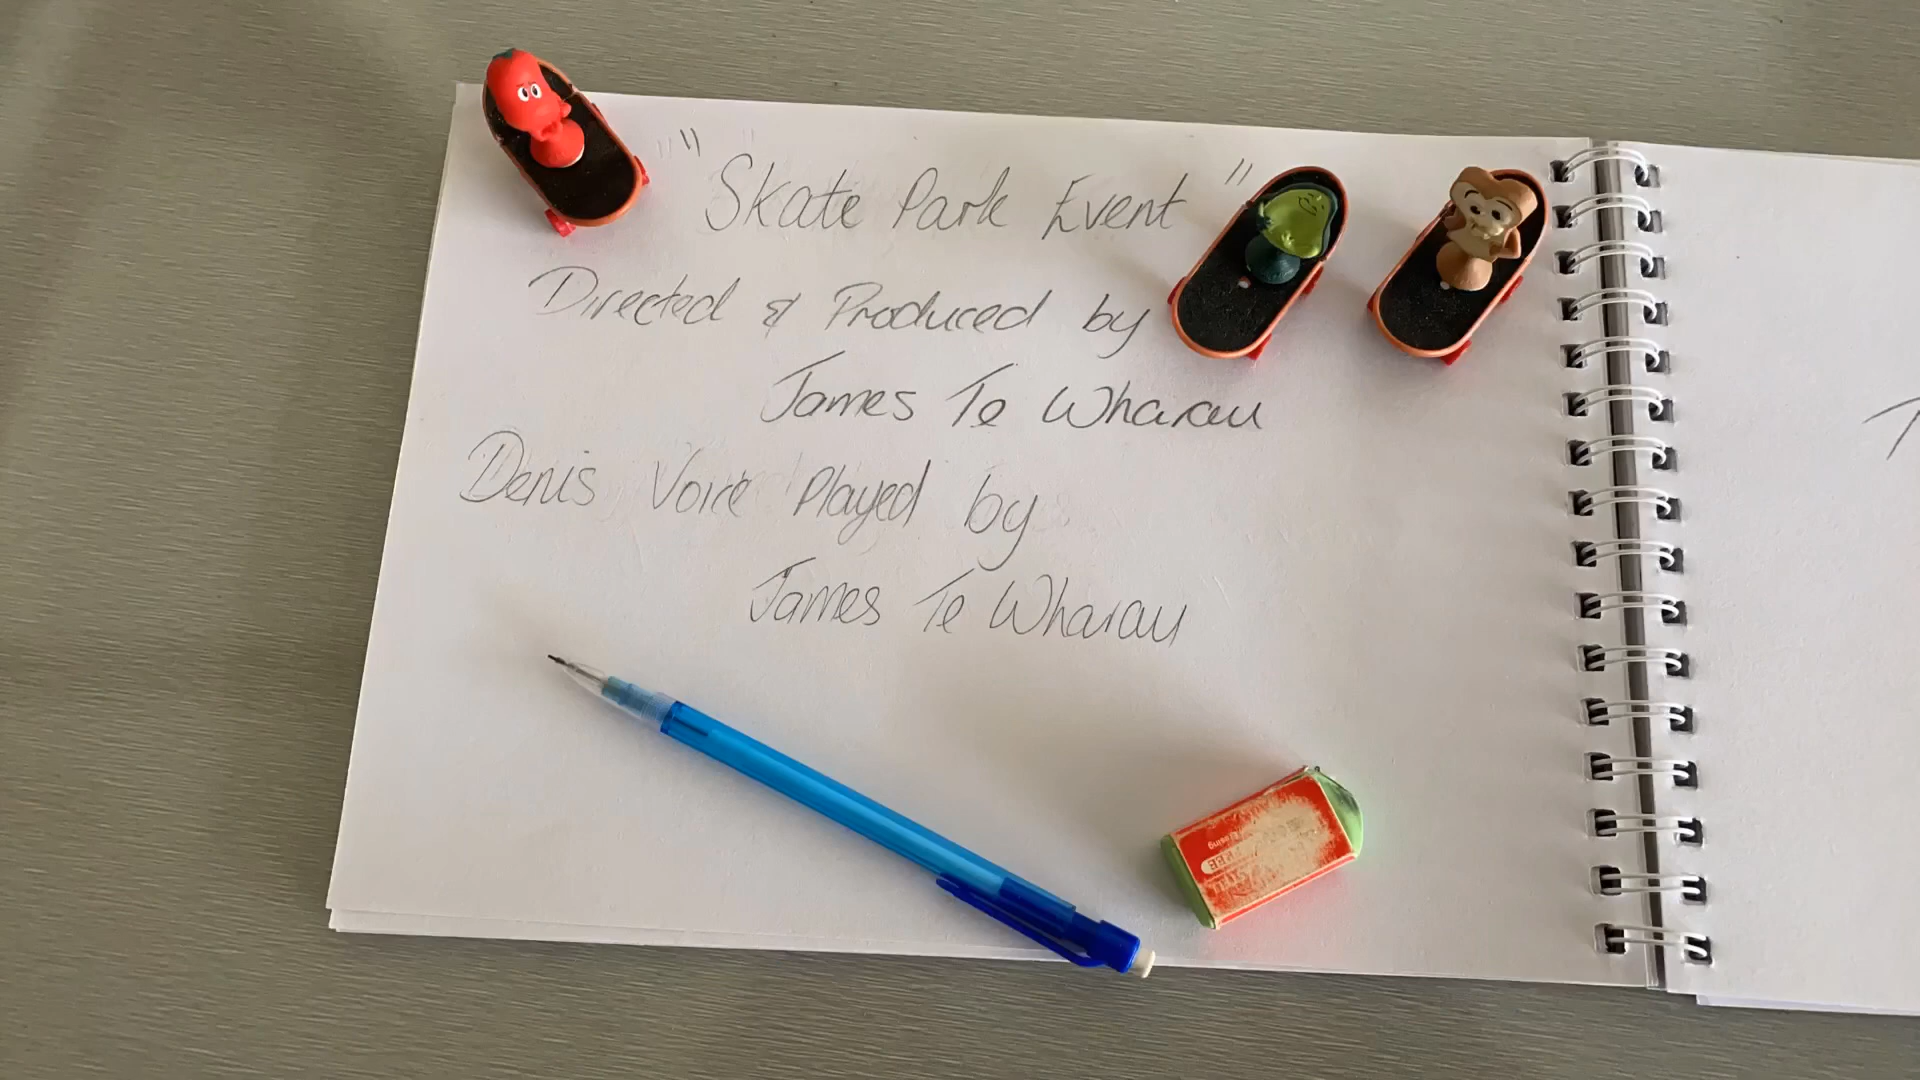 "Skate Park Event"
Directed & Produced by
James Te Wharau
Denis Voice Played by
James Te Wharau
T